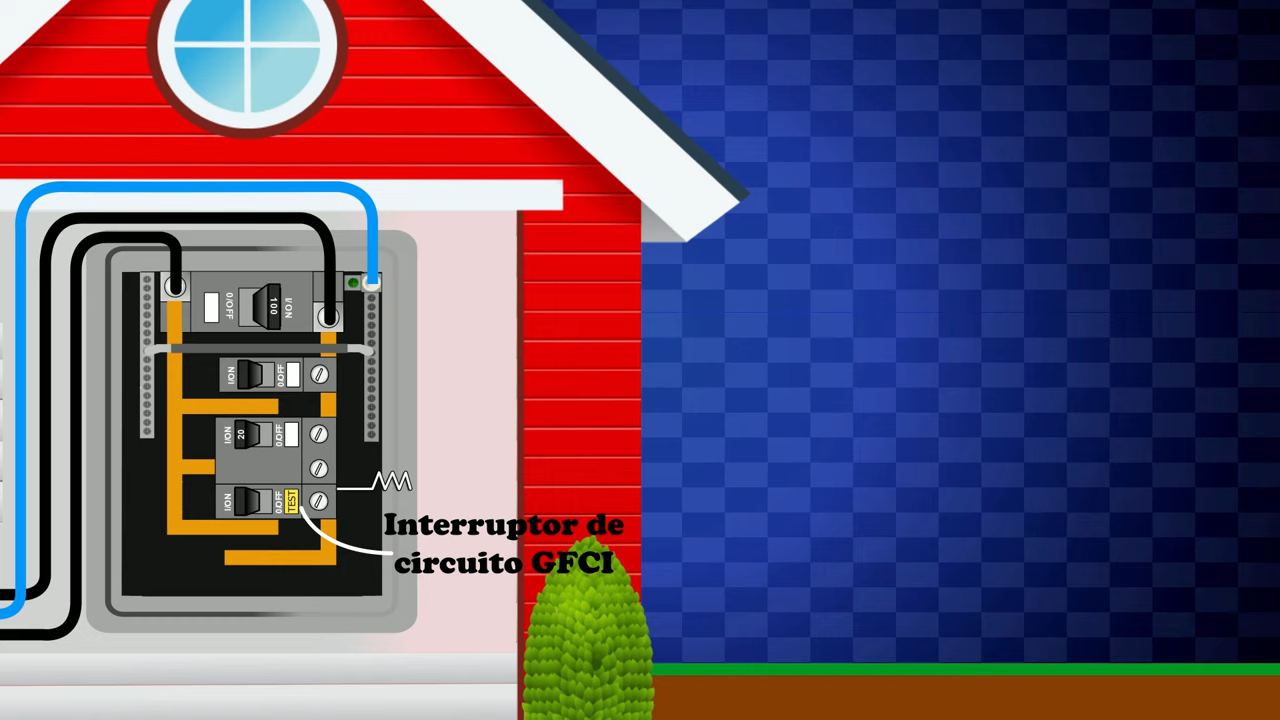 0/OFF
100
I/ON
I/ON
0/OFF
I/ON
20
0/OFF
I/ON
0/OFF
TEST
Interruptor de
circuito GFCI